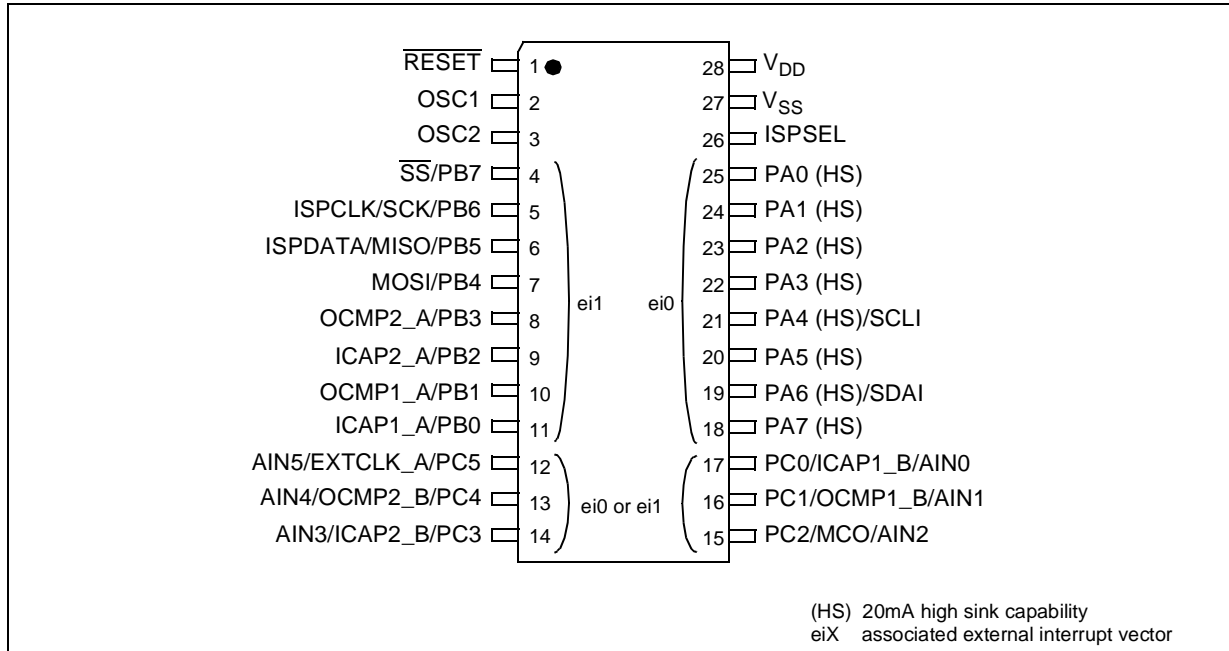 RESET 1 28 VDD
OSC1 2 27 VSS
OSC2 3 26 ISPSEL
SS/PB7 4 25 PA0 (HS)
ISPCLK/SCK/PB6 5 24 PA1 (HS)
ISPDATA/MISO/PB5 6 23 PA2 (HS)
MOSI/PB4 7 22 PA3 (HS)
ei1 ei0
OCMP2_A/PB3 8 21 PA4 (HS)/SCLI
ICAP2_A/PB2 9 20 PA5 (HS)
OCMP1_A/PB1 10 19 PA6 (HS)/SDAI
ICAP1_A/PB0 11 18 PA7 (HS)
AIN5/EXTCLK_A/PC5 12 17 PC0/ICAP1_B/AIN0
AIN4/OCMP2_B/PC4 13 ei0 or ei1 16 PC1/OCMP1_B/AIN1
AIN3/ICAP2_B/PC3 14 15 PC2/MCO/AIN2
(HS) 20mA high sink capability
eiX associated external interrupt vector